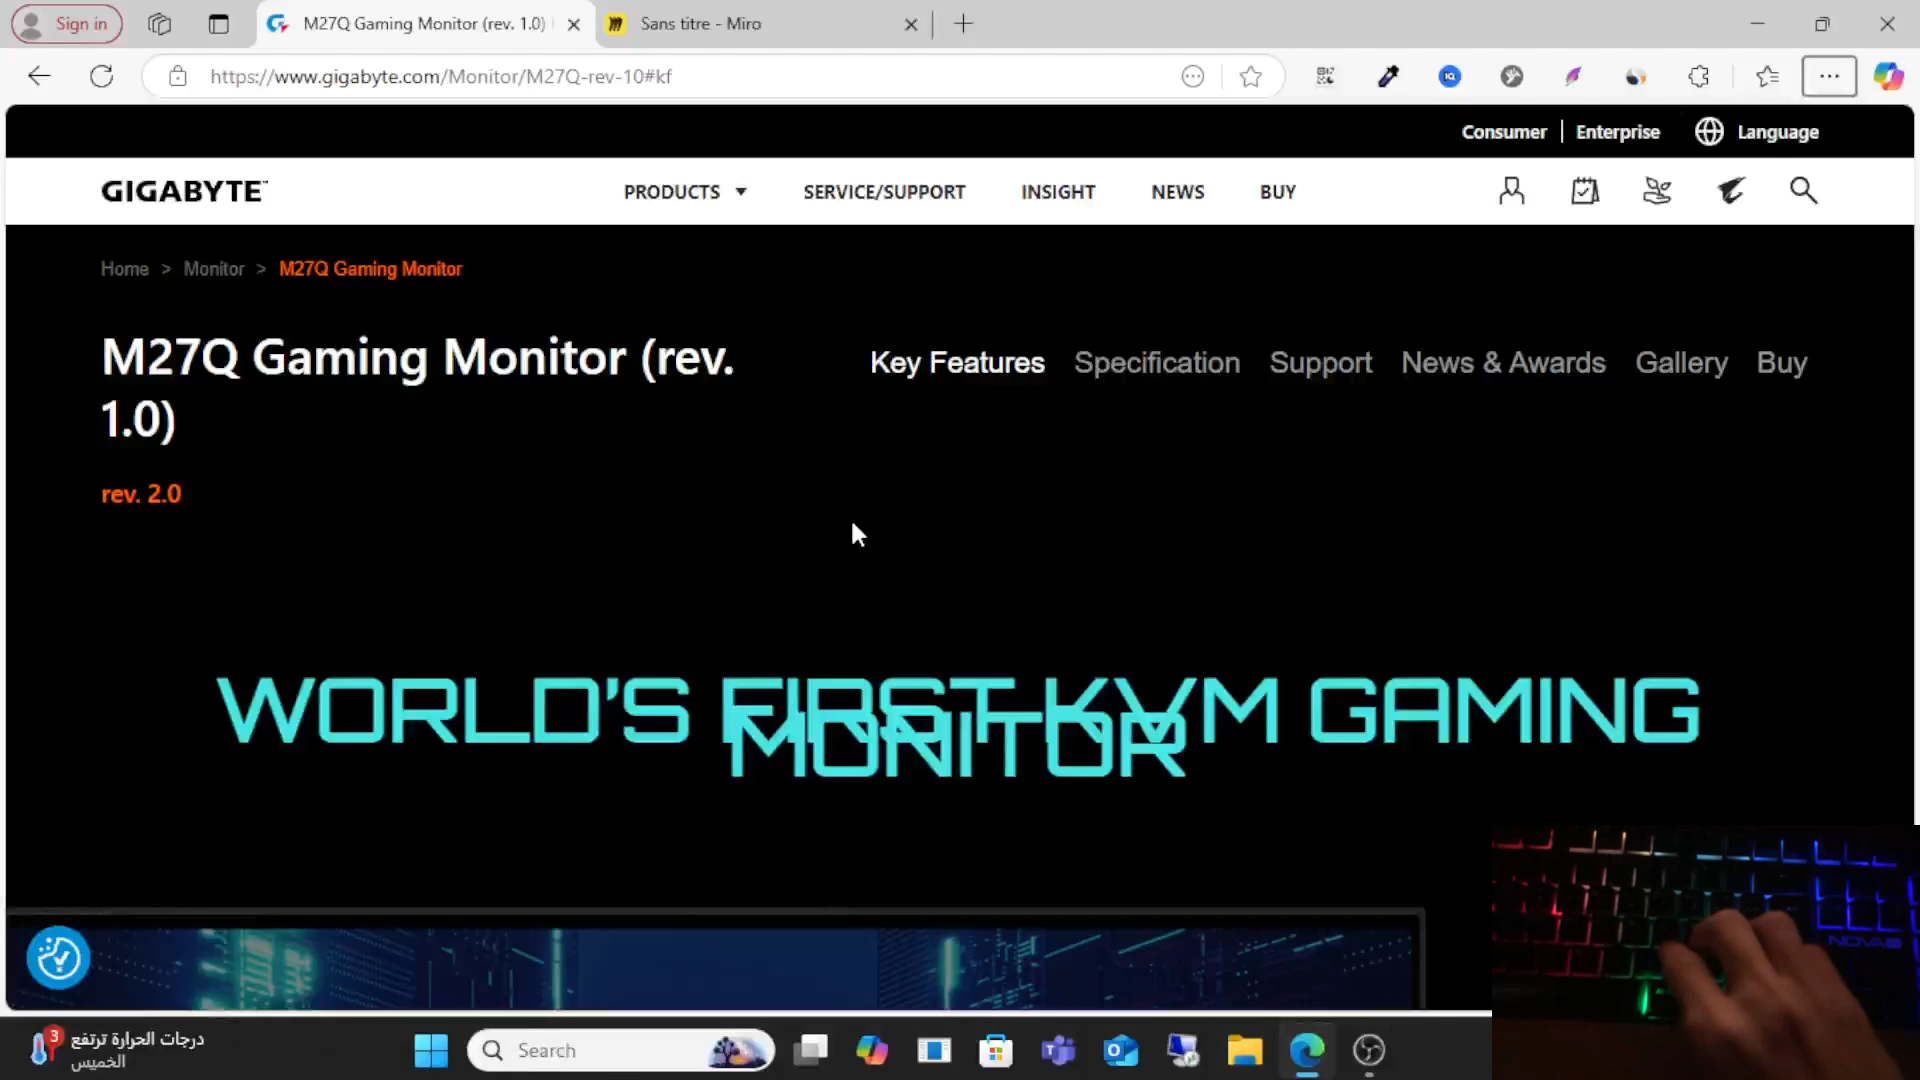 Sign in
M27Q Gaming Monitor (rev. 1.0)
Sans titre - Miro
https://www.gigabyte.com/Monitor/M27Q-rev-10#kf
Consumer | Enterprise Language
GIGABYTE™
PRODUCTS SERVICE/SUPPORT INSIGHT NEWS BUY
Home > Monitor > M27Q Gaming Monitor
M27Q Gaming Monitor (rev. 1.0)
Key Features Specification Support News & Awards Gallery Buy
rev. 2.0
WORLD'S FIRST KVM GAMING
MONITOR
3
درجات الحرارة ترتفع
الخميس
Search